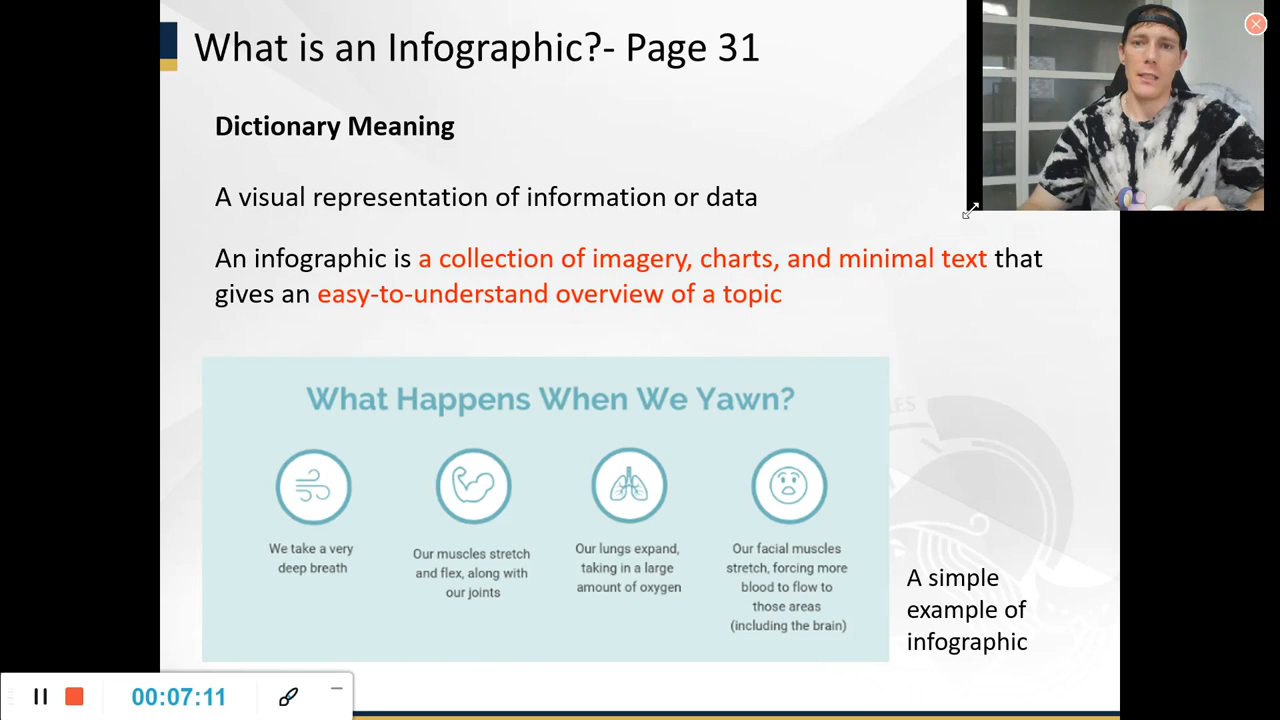 What is an Infographic?- Page 31
Dictionary Meaning
A visual representation of information or data
An infographic is a collection of imagery, charts, and minimal text that
gives an easy-to-understand overview of a topic
What Happens When We Yawn?
We take a very
deep breath
Our muscles stretch
and flex, along with
our joints
Our lungs expand,
taking in a large
amount of oxygen
Our facial muscles
stretch, forcing more
blood to flow to
those areas
(including the brain)
A simple
example of
infographic
00:07:11